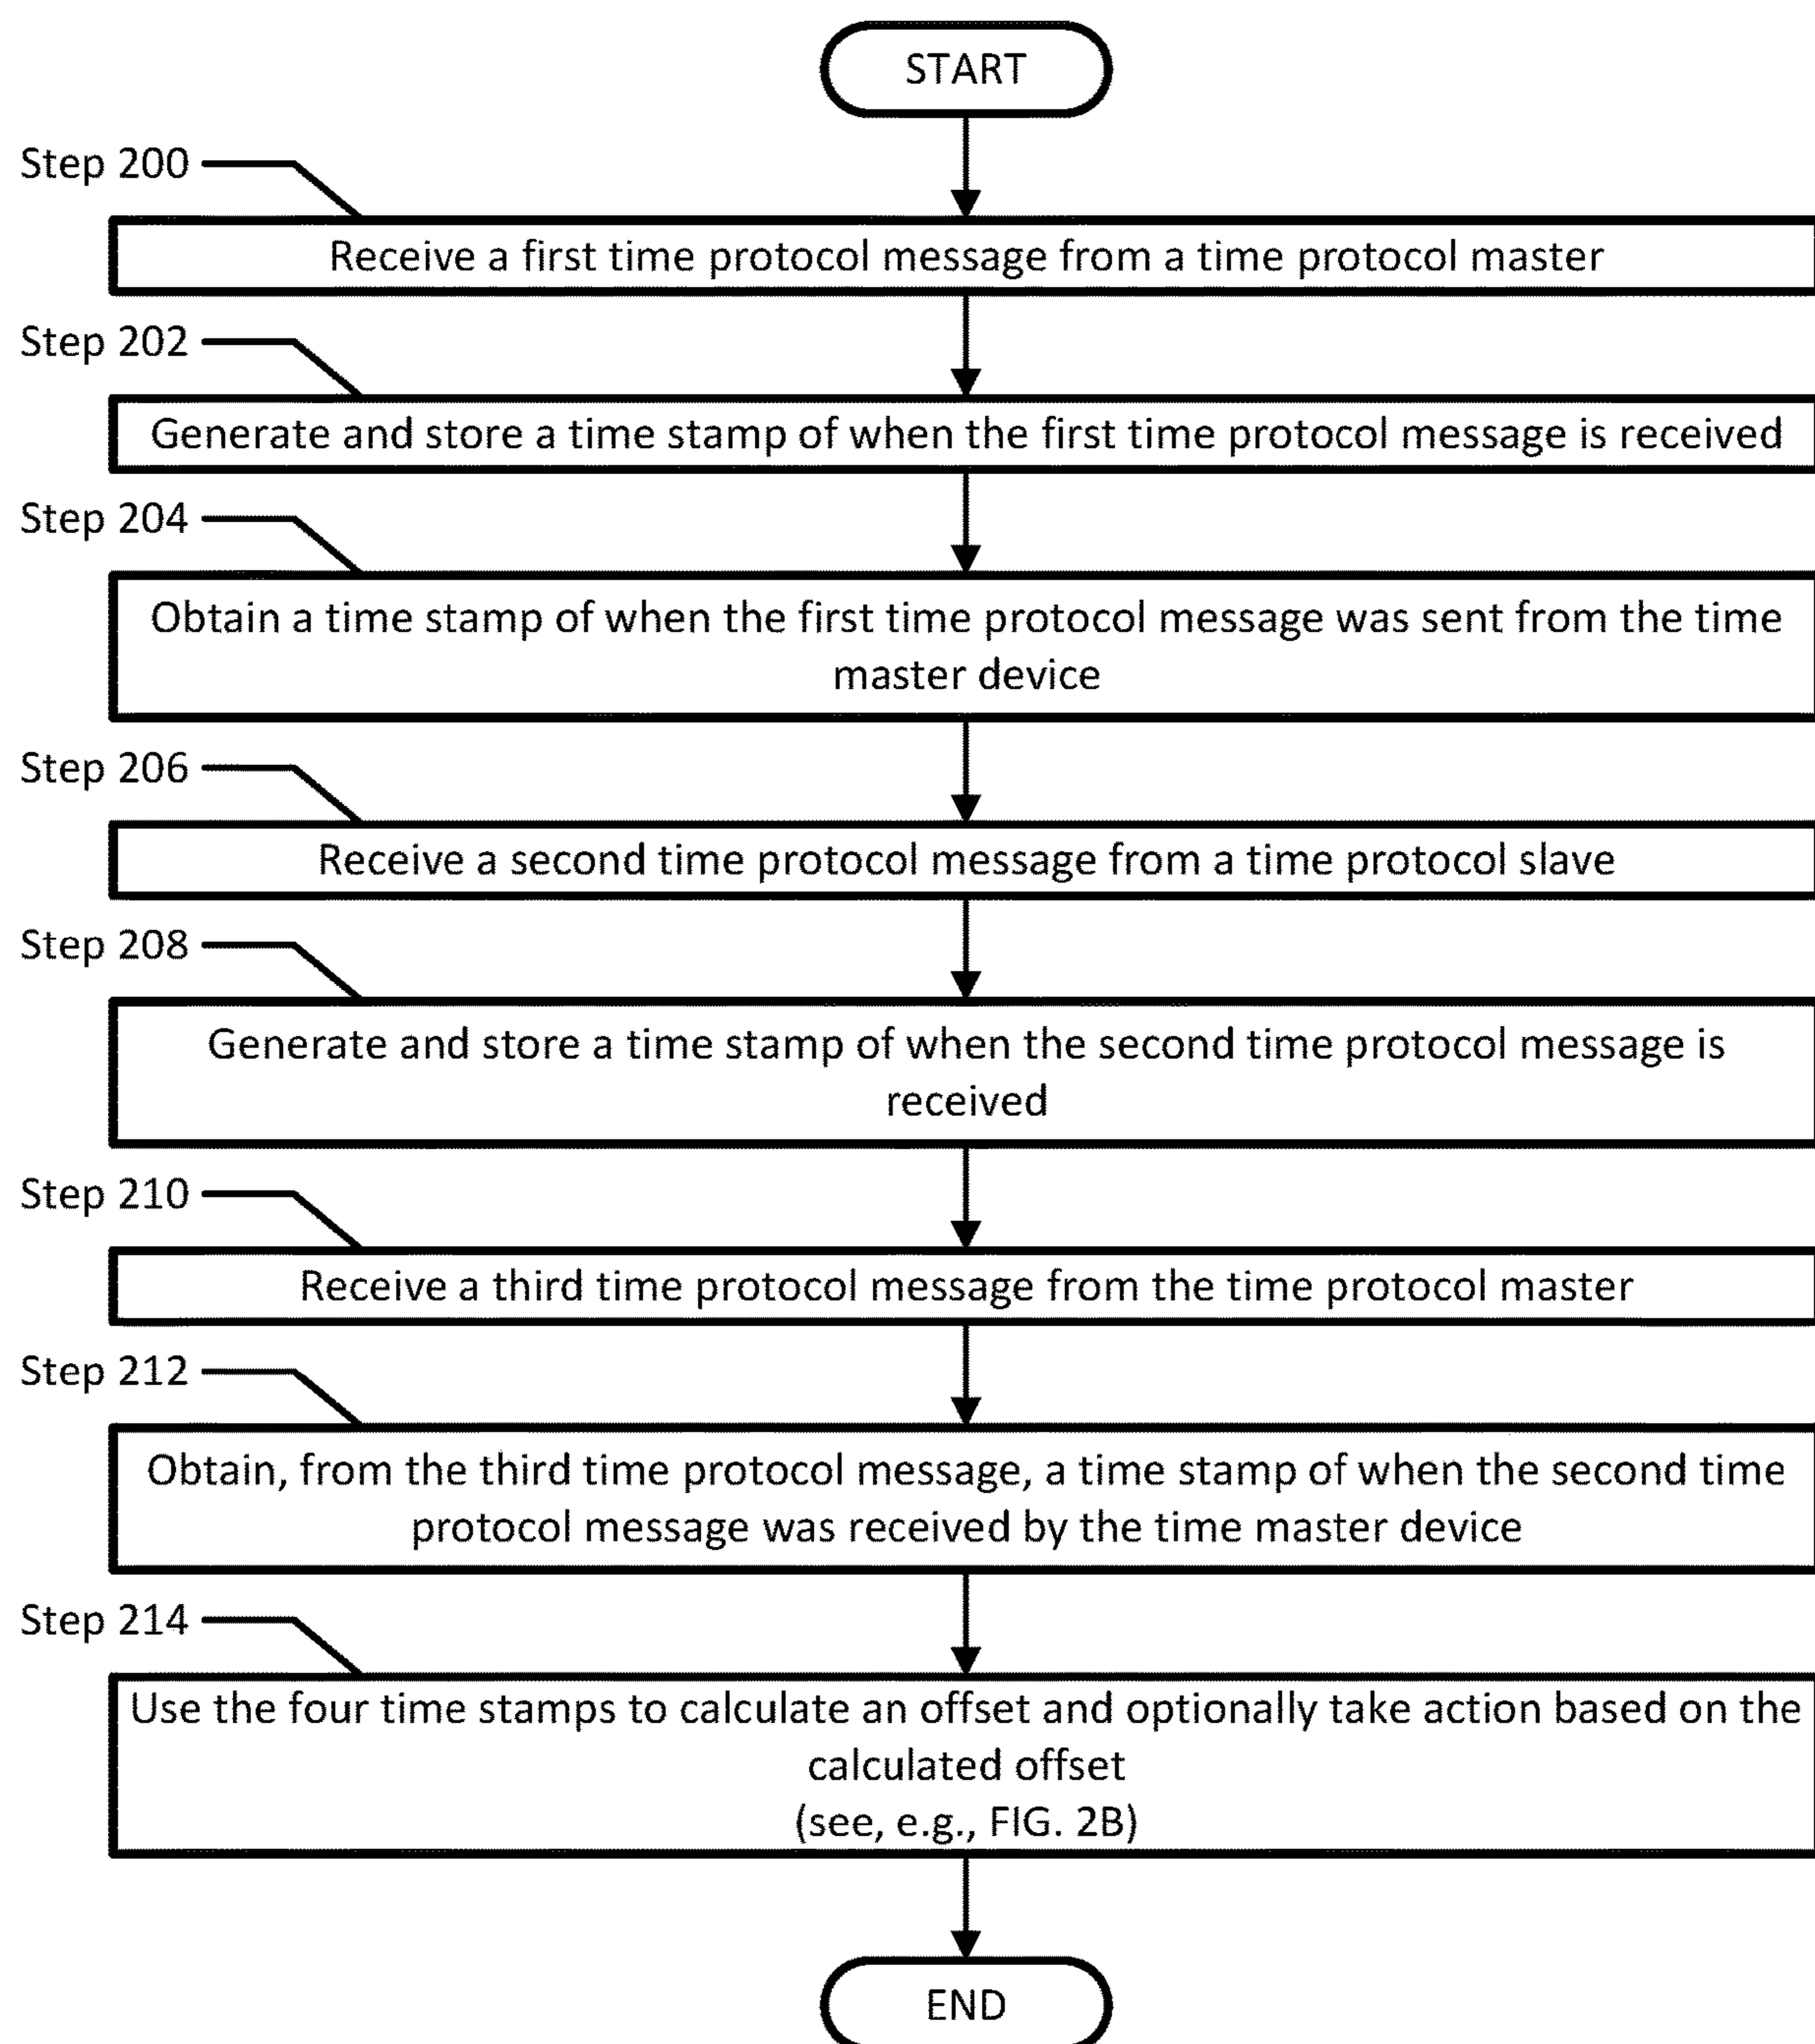 START
Step 200
Receive a first time protocol message from a time protocol master
Step 202
Generate and store a time stamp of when the first time protocol message is received
Step 204
Obtain a time stamp of when the first time protocol message was sent from the time
master device
Step 206
Receive a second time protocol message from a time protocol slave
Step 208
Generate and store a time stamp of when the second time protocol message is
received
Step 210
Receive a third time protocol message from the time protocol master
Step 212
Obtain, from the third time protocol message, a time stamp of when the second time
protocol message was received by the time master device
Step 214
Use the four time stamps to calculate an offset and optionally take action based on the
calculated offset
(see, e.g., FIG. 2B)
END